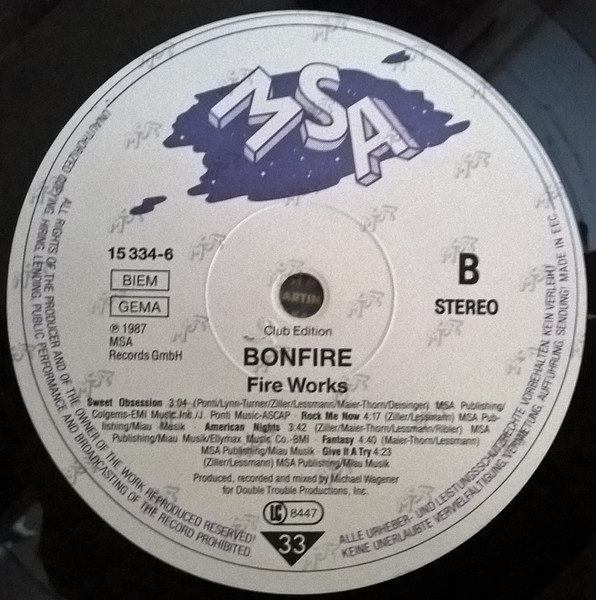 MSA
15 334-6
BIEM
GEMA
℗ 1987
MSA
Records GmbH
B
STEREO
Club Edition
BONFIRE
Fire Works
Sweet Obsession 3:04 (Ponti/Lynn-Turner/Ziller/Lessmann/Maier-Thorn/Deisinger) MSA Publishing/
Colgems-EMI Music Inc./J. Ponti Music-ASCAP · Rock Me Now 4:17 (Ziller/Lessmann) MSA Pub-
lishing/Miau Musik · American Nights 3:42 (Ziller/Maier-Thorn/Lessmann/Ribler) MSA
Publishing/Miau Musik/Ellymax Music Co.-BMI · Fantasy 4:40 (Maier-Thorn/Lessmann)
MSA Publishing/Miau Musik · Give It A Try 4:23
(Ziller/Lessmann) MSA Publishing/Miau Musik
Produced, recorded and mixed by Michael Wagener
for Double Trouble Productions, Inc.
LC 8447
33
ALL RIGHTS OF THE PRODUCER AND OF THE OWNER OF THE WORK REPRODUCED RESERVED!
UNAUTHORIZED COPYING, HIRING, LENDING, PUBLIC PERFORMANCE AND BROADCASTING OF THE RECORD PROHIBITED.
ALLE URHEBER- UND LEISTUNGSSCHUTZRECHTE VORBEHALTEN. KEIN VERLEIH!
KEINE UNERLAUBTE VERVIELFÄLTIGUNG, VERMIETUNG, AUFFÜHRUNG, SENDUNG! MADE IN EEC